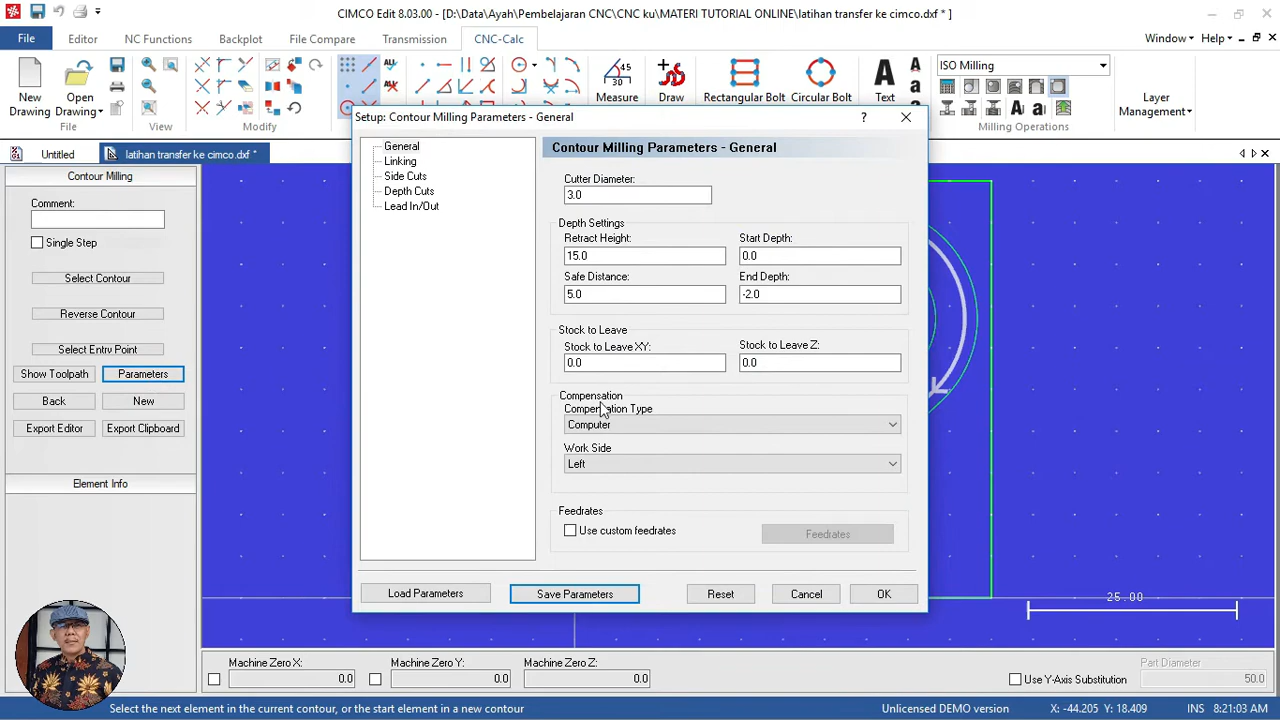 CIMCO Edit 8.03.00 - [D:\Data\Ayah\Pembelajaran CNC\CNC ku\MATERI TUTORIAL ONLINE\latihan transfer ke cimco.dxf * ]
File Editor NC Functions Backplot File Compare Transmission CNC-Calc Window Help
New Drawing
Open Drawing
File
View
Modify
45
30
Measure
Draw
Rectangular Bolt
Circular Bolt
Text
ISO Milling
Milling Operations
Layer Management
Untitled
latihan transfer ke cimco.dxf *
Contour Milling
Comment:
Single Step
Select Contour
Reverse Contour
Select Entry Point
Show Toolpath Parameters
Back New
Export Editor Export Clipboard
Element Info
Setup: Contour Milling Parameters - General
?
General
Linking
Side Cuts
Depth Cuts
Lead In/Out
Contour Milling Parameters - General
Cutter Diameter:
3.0
Depth Settings
Retract Height: Start Depth:
15.0 0.0
Safe Distance: End Depth:
5.0 -2.0
Stock to Leave
Stock to Leave XY: Stock to Leave Z:
0.0 0.0
Compensation
Compensation Type
Computer
Work Side
Left
Feedrates
Use custom feedrates Feedrates
Load Parameters Save Parameters Reset Cancel OK
25.00
Machine Zero X: Machine Zero Y: Machine Zero Z: Part Diameter
0.0 0.0 0.0 Use Y-Axis Substitution 50.0
Select the next element in the current contour, or the start element in a new contour Unlicensed DEMO version X: -44.205 Y: 18.409 INS 8:21:03 AM